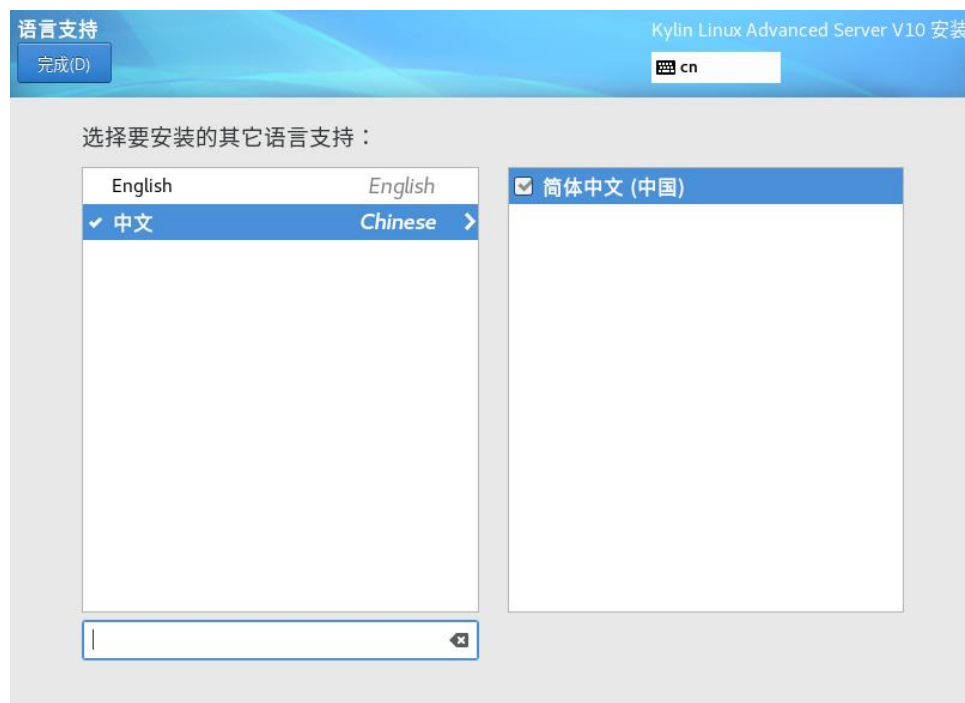 语言支持
Kylin Linux Advanced Server V10 安装
完成(D)
cn
选择要安装的其它语言支持：
English English
中文 Chinese
简体中文 (中国)